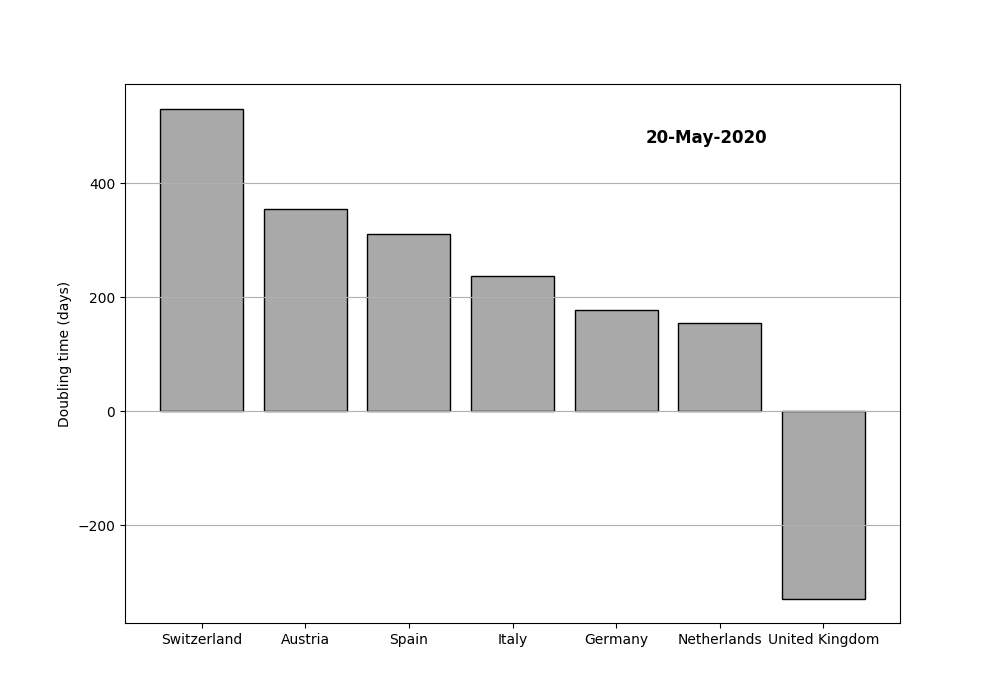 20-May-2020
Doubling time (days)
400
200
0
−200
Switzerland Austria Spain Italy Germany Netherlands United Kingdom